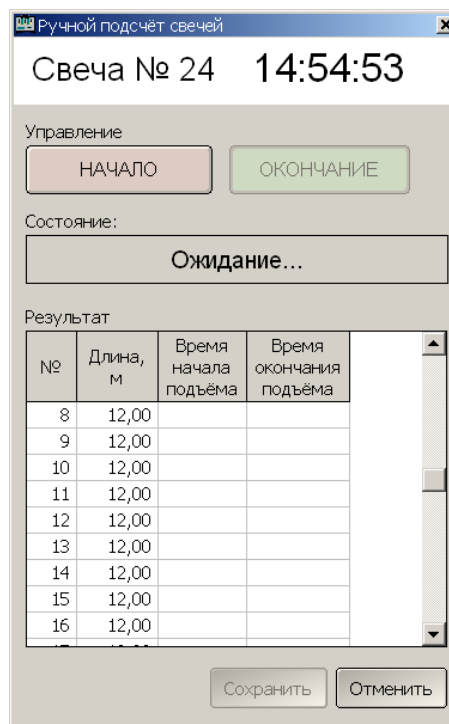 Ручной подсчёт свечей
Свеча № 24 14:54:53
Управление
НАЧАЛО ОКОНЧАНИЕ
Состояние:
Ожидание...
Результат
№ Длина, м Время начала подъёма Время окончания подъёма
8 12,00
9 12,00
10 12,00
11 12,00
12 12,00
13 12,00
14 12,00
15 12,00
16 12,00
Сохранить Отменить